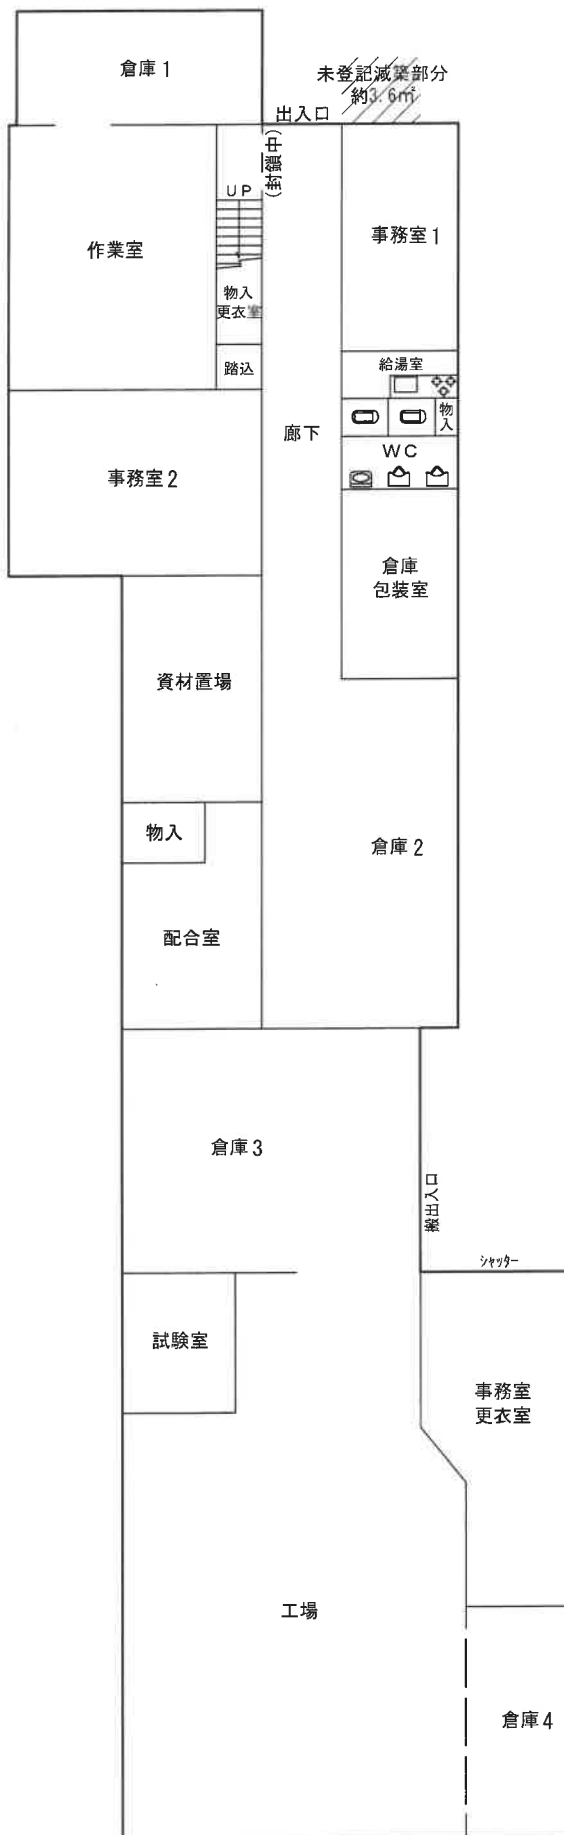 倉庫1
未登記減築部分
約3.6㎡
出入口
(封鎖中)
UP
作業室
事務室1
物入
更衣室
給湯室
踏込
物入
廊下
WC
事務室2
倉庫
包装室
資材置場
物入
倉庫2
配合室
倉庫3
搬出入口
シャッター
試験室
事務室
更衣室
工場
倉庫4